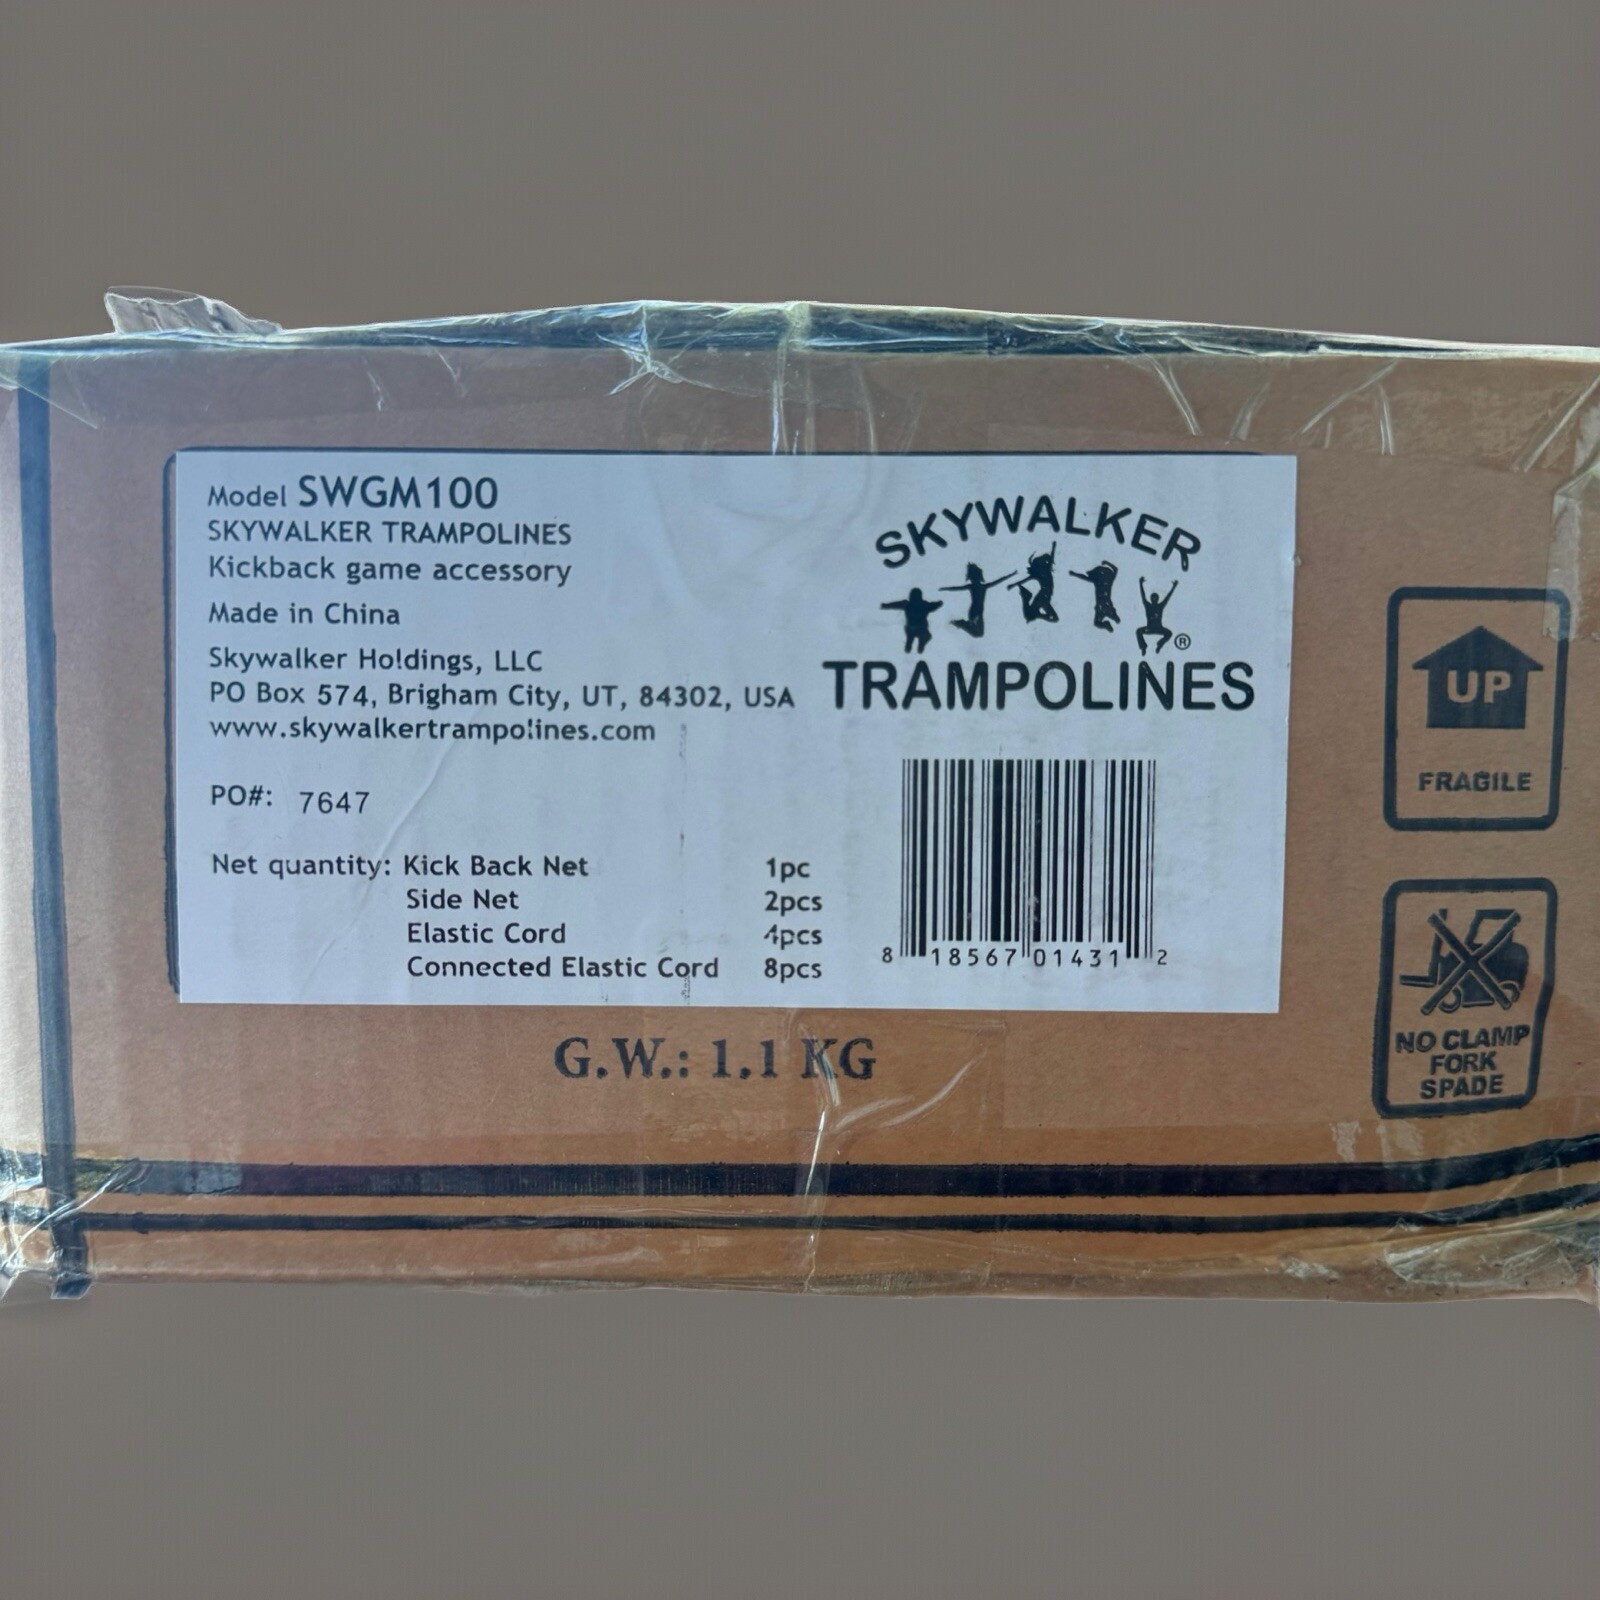 Model SWGM100
SKYWALKER TRAMPOLINES
Kickback game accessory
Made in China
Skywalker Holdings, LLC
PO Box 574, Brigham City, UT, 84302, USA
www.skywalkertrampolines.com
PO#: 7647
Net quantity: Kick Back Net 1pc
Side Net 2pcs
Elastic Cord 4pcs
Connected Elastic Cord 8pcs
SKYWALKER
®
TRAMPOLINES
8 18567 01431 2
UP
FRAGILE
NO CLAMP
FORK
SPADE
G.W.: 1.1 KG